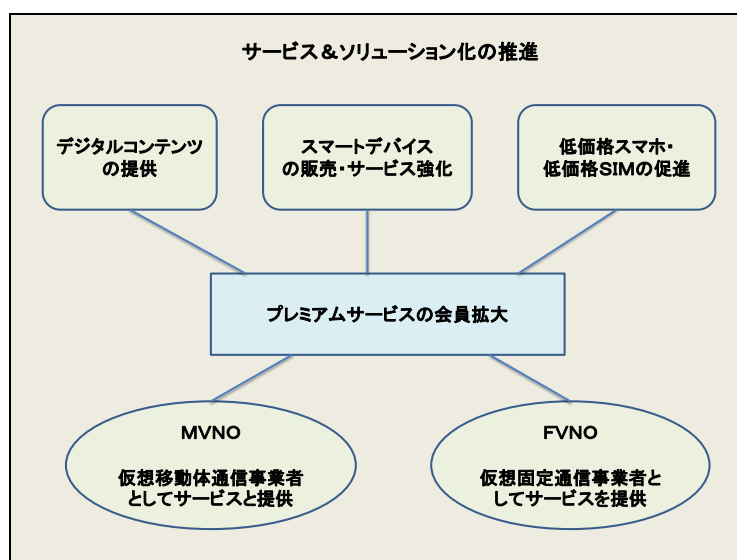 サービス＆ソリューション化の推進
デジタルコンテンツ
の提供
スマートデバイス
の販売・サービス強化
低価格スマホ・
低価格SIMの促進
プレミアムサービスの会員拡大
MVNO
仮想移動体通信事業者
としてサービスと提供
FVNO
仮想固定通信事業者と
してサービスを提供